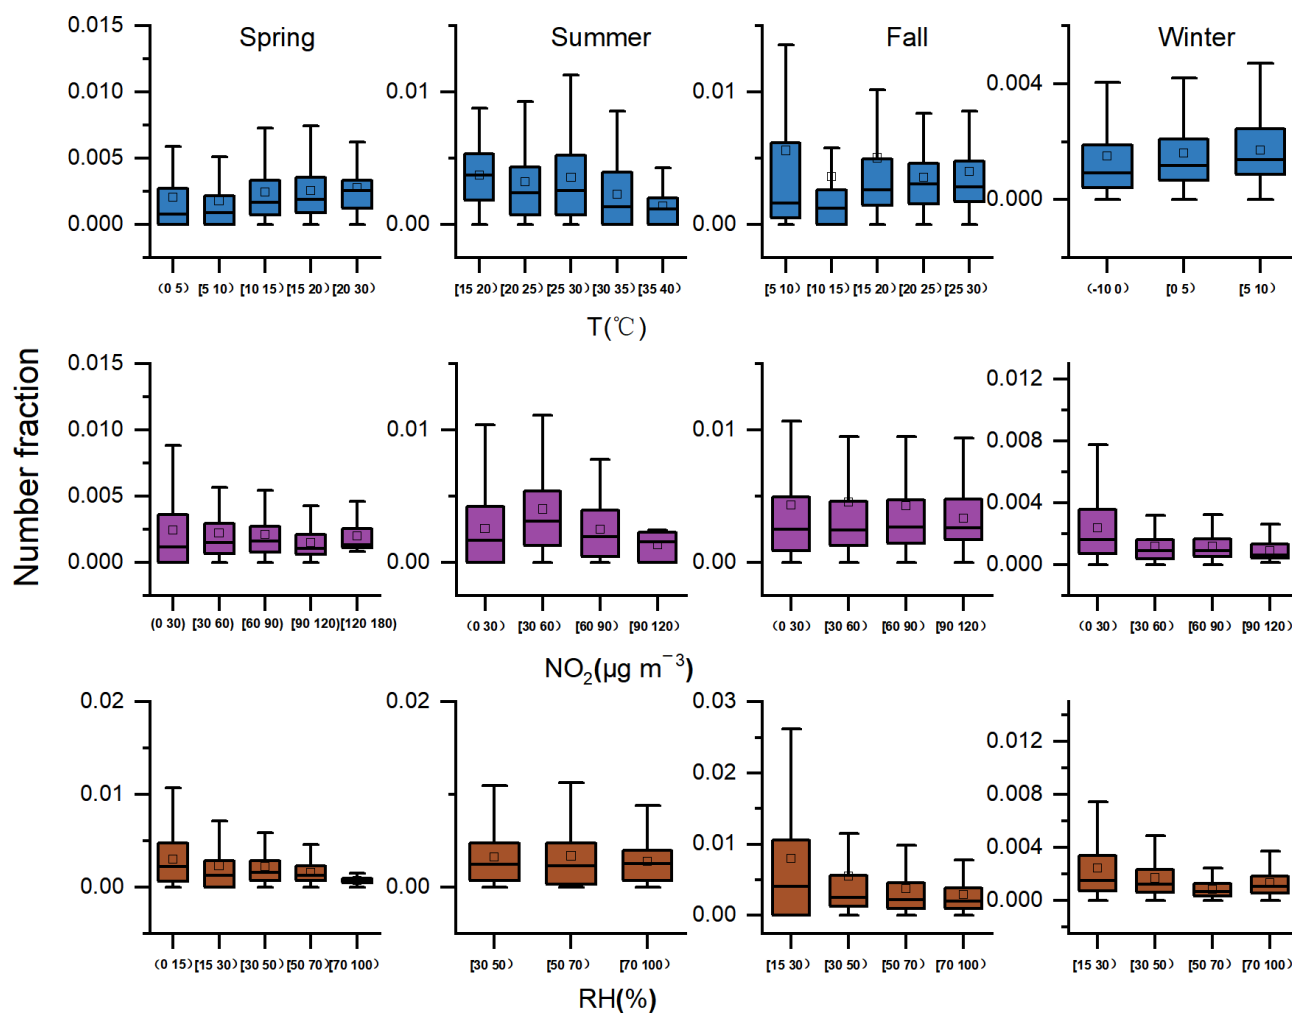 Spring Summer Fall Winter
0.015 0.010 0.005 0.000
0.01 0.00
0.01 0.00
0.004 0.000
(0 5) [5 10) [10 15) [15 20) [20 30)
[15 20) [20 25) [25 30) [30 35) [35 40)
[5 10) [10 15) [15 20) [20 25) [25 30)
(-10 0) [0 5) [5 10)
T(℃)
Number fraction
0.015 0.010 0.005 0.000
0.01 0.00
0.01 0.00
0.012 0.008 0.004 0.000
(0 30) [30 60) [60 90) [90 120) [120 180)
(0 30) [30 60) [60 90) [90 120)
(0 30) [30 60) [60 90) [90 120)
(0 30) [30 60) [60 90) [90 120)
NO₂(µg m⁻³)
0.02 0.01 0.00
0.02 0.01 0.00
0.03 0.02 0.01 0.00
0.012 0.008 0.004 0.000
(0 15) [15 30) [30 50) [50 70) [70 100)
[30 50) [50 70) [70 100)
[15 30) [30 50) [50 70) [70 100)
[15 30) [30 50) [50 70) [70 100)
RH(%)